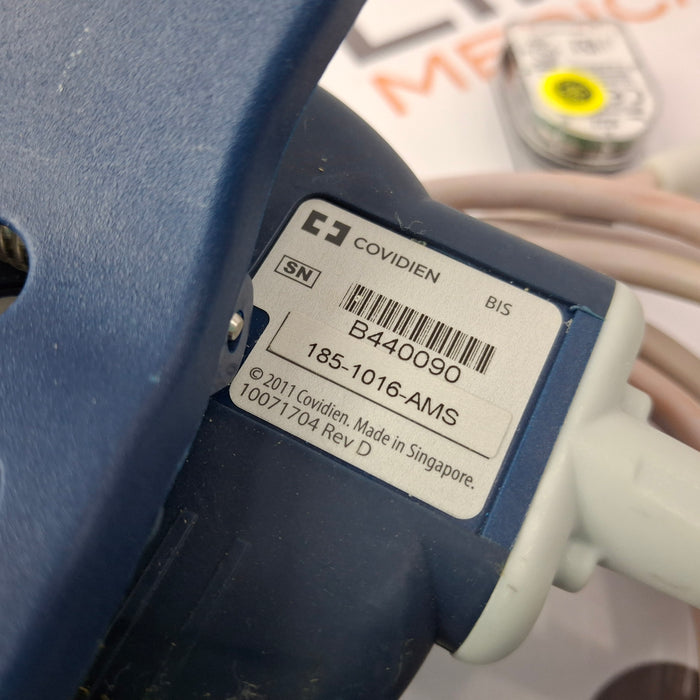 COVIDIEN
BIS
SN
B440090
185-1016-AMS
© 2011 Covidien. Made in Singapore.
10071704 Rev D